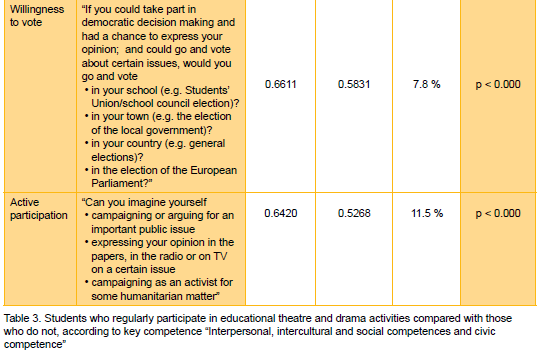 Willingness
to vote
“If you could take part in
democratic decision making and
had a chance to express your
opinion;  and could go and vote
about certain issues, would you
go and vote
• in your school (e.g. Students’
Union/school council election)?
• in your town (e.g. the election
of the local government)?
• in your country (e.g. general
elections)?
• in the election of the European
Parliament?”
0.6611
0.5831
7.8 %
p < 0.000
Active
participation
“Can you imagine yourself
• campaigning or arguing for an
important public issue
• expressing your opinion in the
papers, in the radio or on TV
on a certain issue
• campaigning as an activist for
some humanitarian matter”
0.6420
0.5268
11.5 %
p < 0.000
Table 3. Students who regularly participate in educational theatre and drama activities compared with those
who do not, according to key competence “Interpersonal, intercultural and social competences and civic
competence”